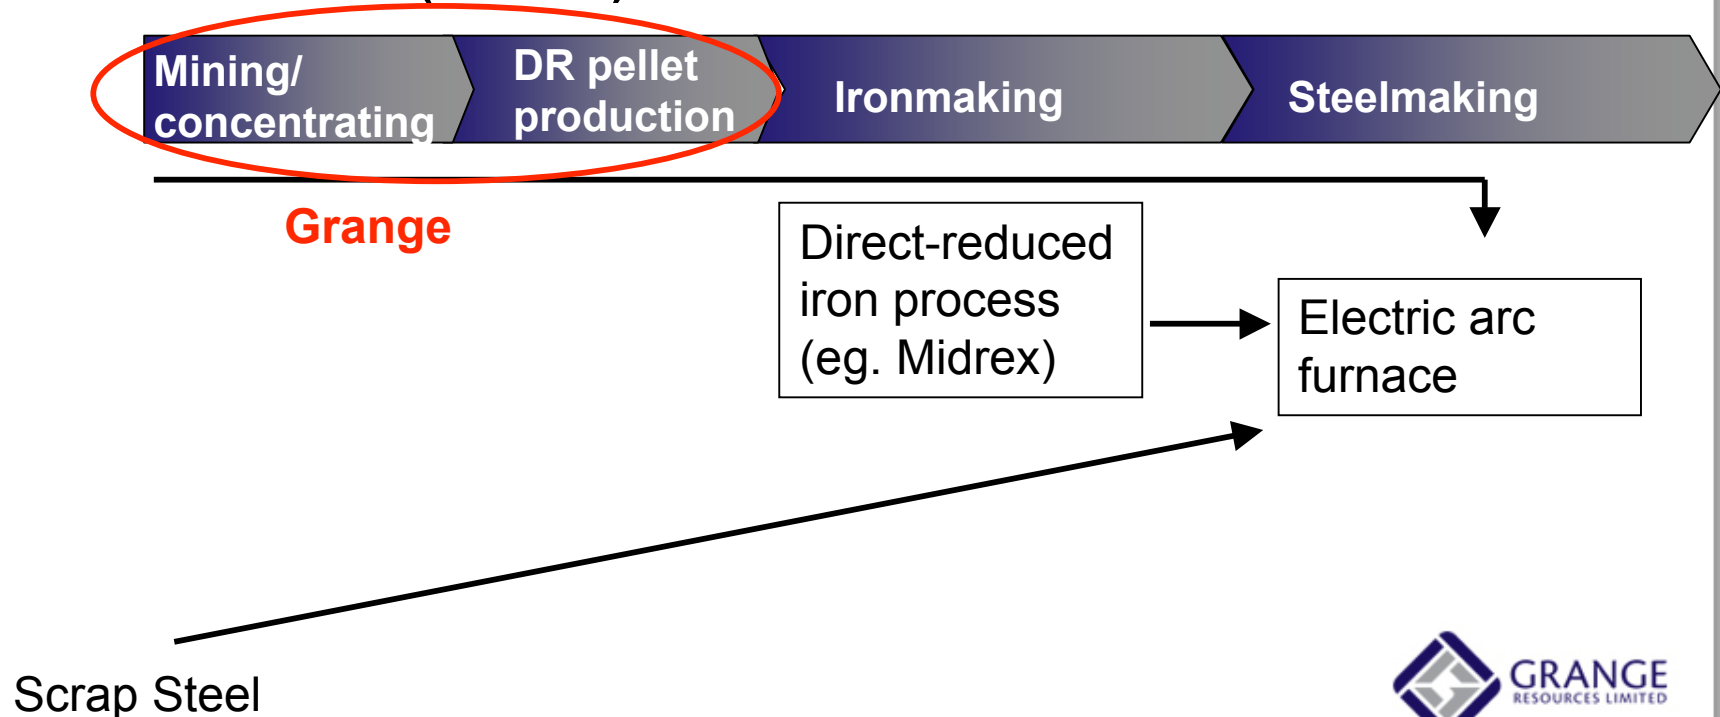 Mining/
concentrating
DR pellet
production
Ironmaking
Steelmaking
Grange
Direct-reduced
iron process
(eg. Midrex)
Electric arc
furnace
Scrap Steel
GRANGE
RESOURCES LIMITED